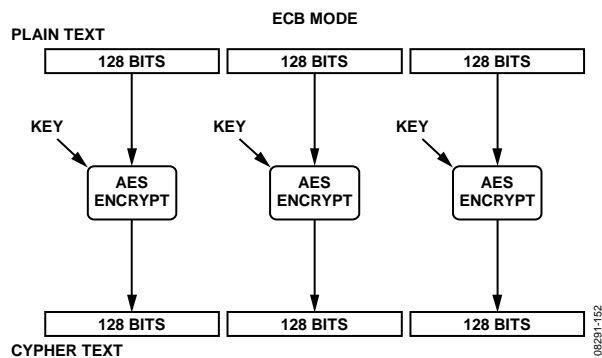 ECB MODE
PLAIN TEXT
128 BITS 128 BITS 128 BITS
KEY KEY KEY
AES AES AES
ENCRYPT ENCRYPT ENCRYPT
128 BITS 128 BITS 128 BITS
CYPHER TEXT
08291-152